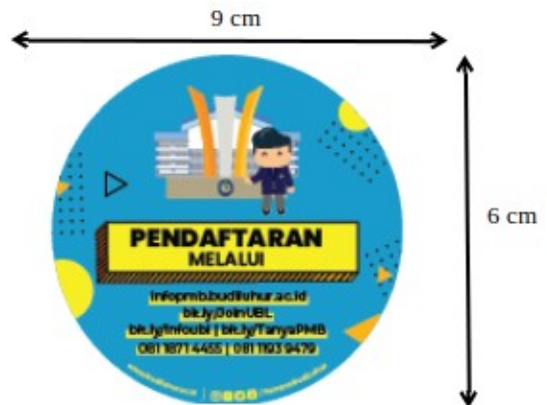 9 cm
6 cm
PENDAFTARAN
MELALUI
infopmb.budiluhur.ac.id
bit.ly/JoinUBL
bit.ly/infoubl | bit.ly/TanyaPMB
081 1871 4455 | 081 1193 9479